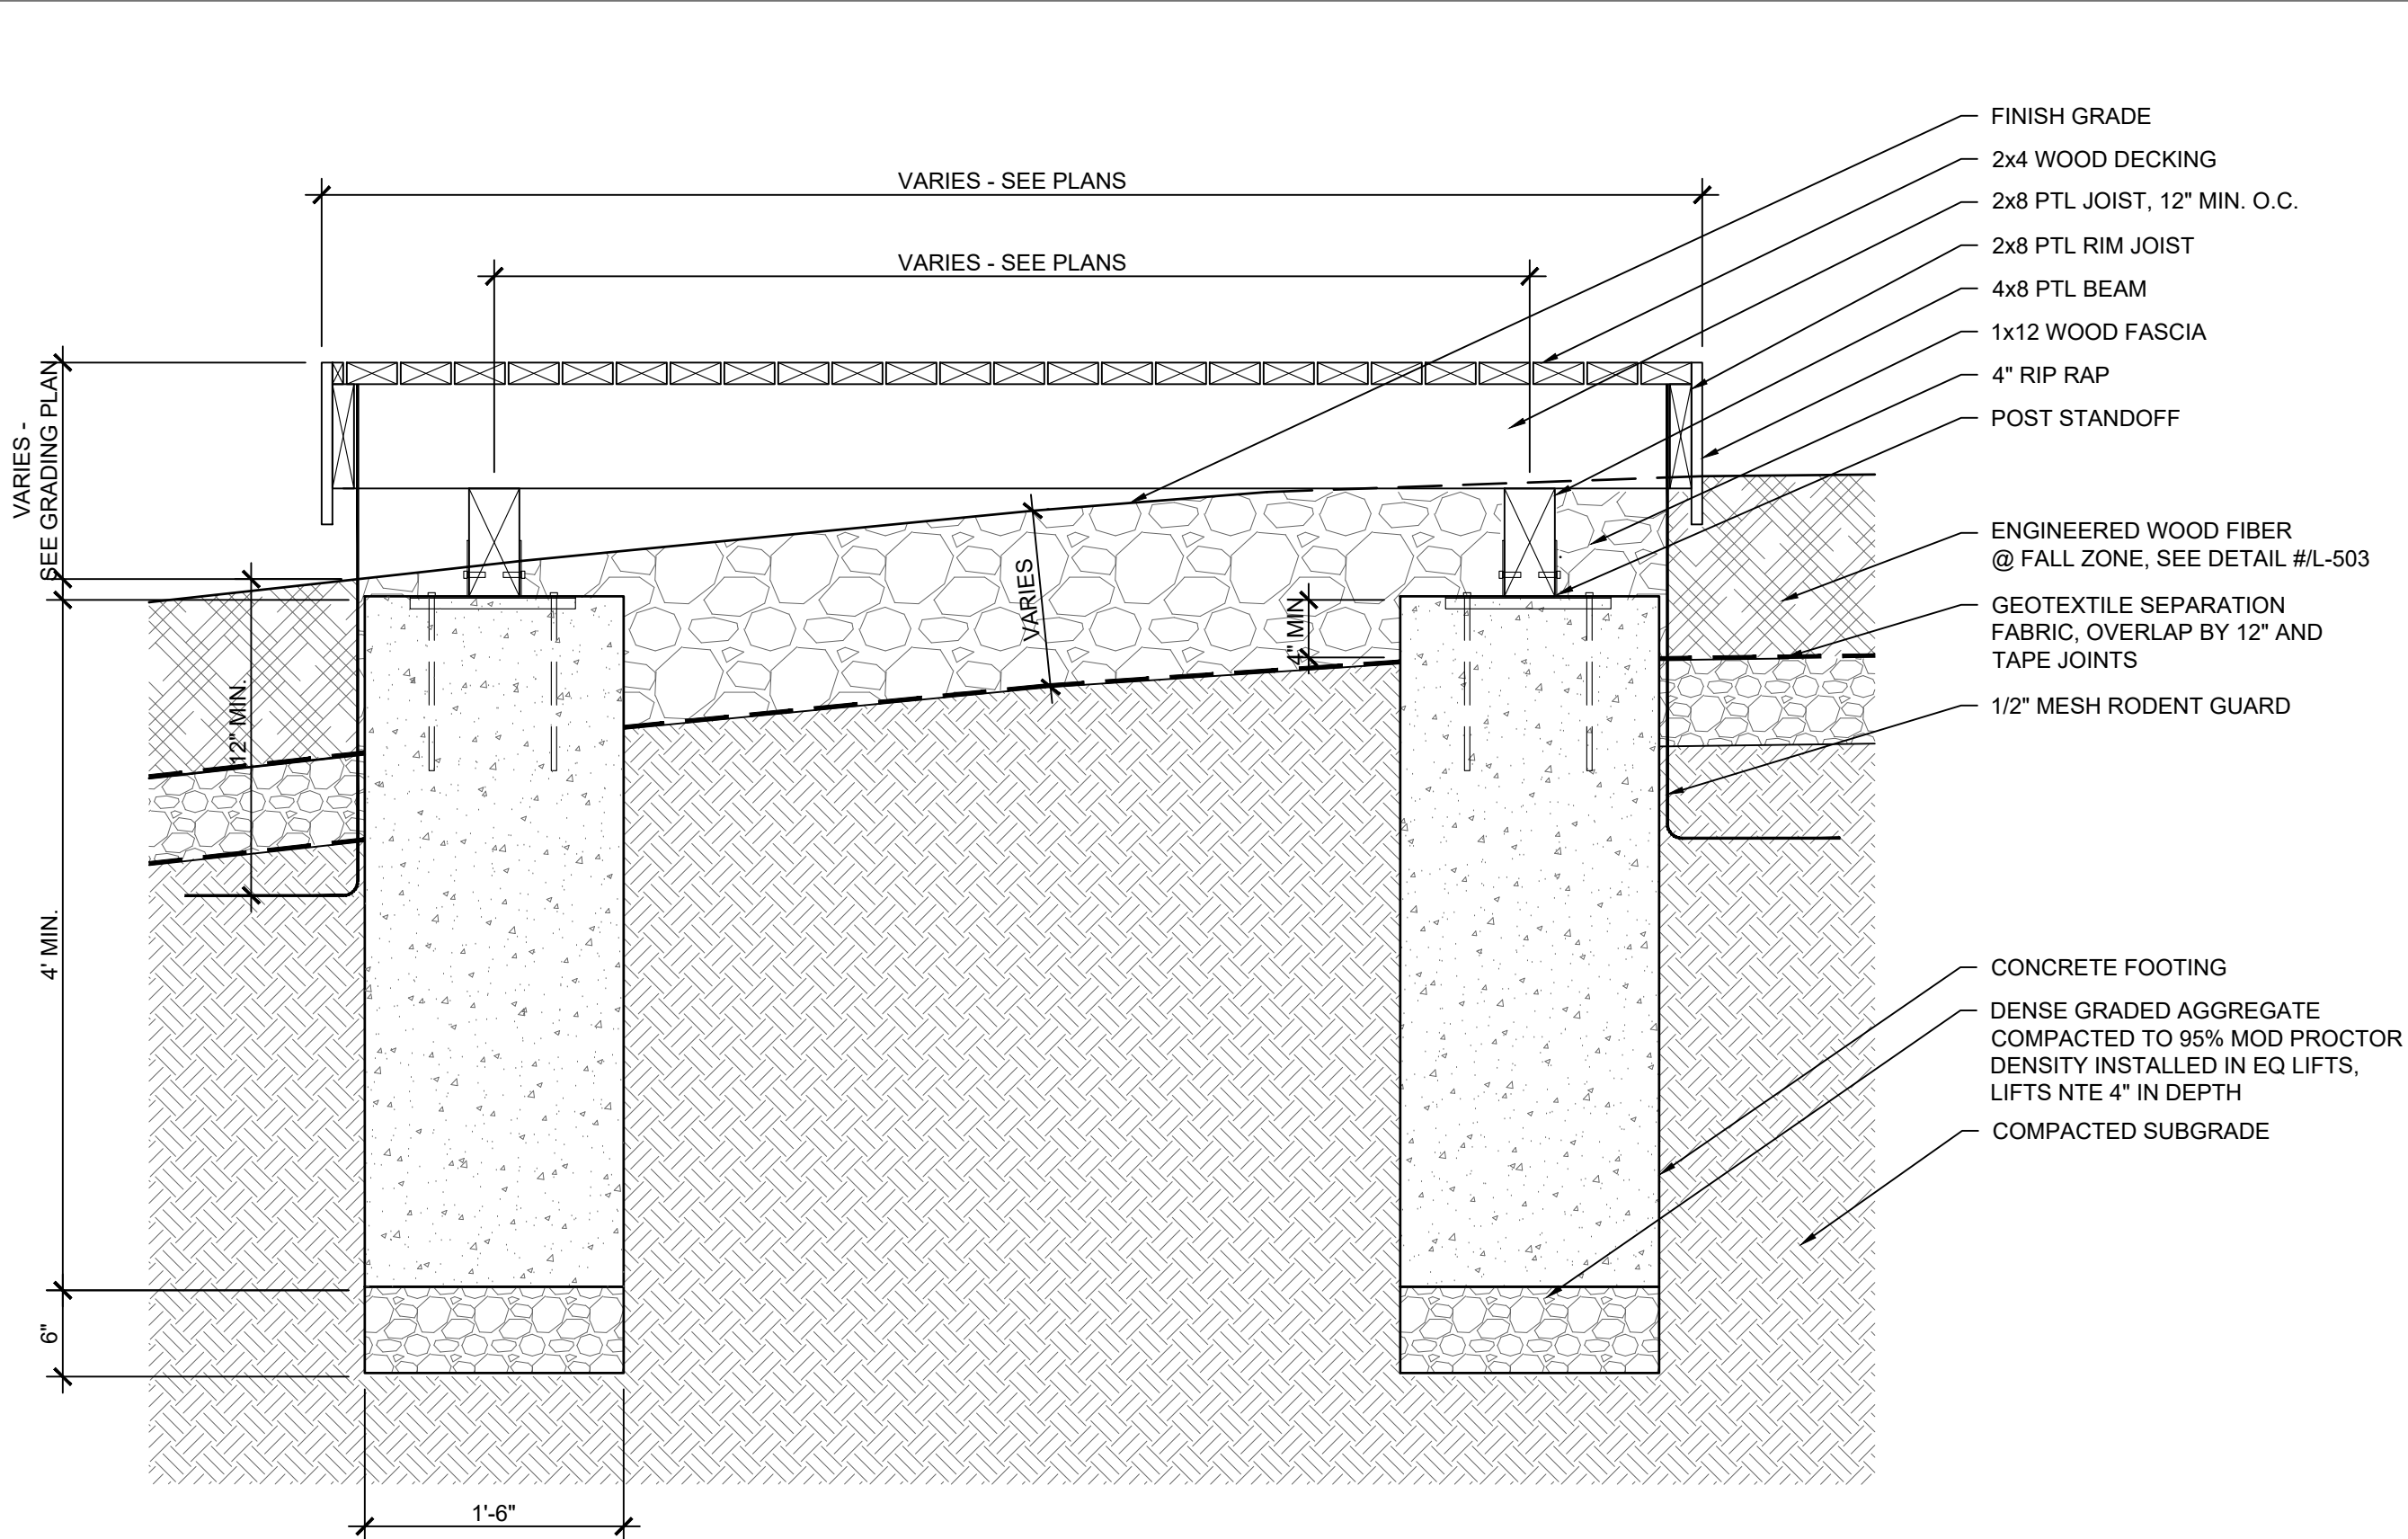 FINISH GRADE
2x4 WOOD DECKING
VARIES - SEE PLANS
2x8 PTL JOIST, 12" MIN. O.C.
2x8 PTL RIM JOIST
VARIES - SEE PLANS
4x8 PTL BEAM
1x12 WOOD FASCIA
4" RIP RAP
POST STANDOFF
VARIES -
SEE GRADING PLAN
ENGINEERED WOOD FIBER
@ FALL ZONE, SEE DETAIL #/L-503
VARIES
4" MIN
GEOTEXTILE SEPARATION
FABRIC, OVERLAP BY 12" AND
TAPE JOINTS
12" MIN.
1/2" MESH RODENT GUARD
4' MIN.
CONCRETE FOOTING
DENSE GRADED AGGREGATE
COMPACTED TO 95% MOD PROCTOR
DENSITY INSTALLED IN EQ LIFTS,
LIFTS NTE 4" IN DEPTH
COMPACTED SUBGRADE
6"
1'-6"